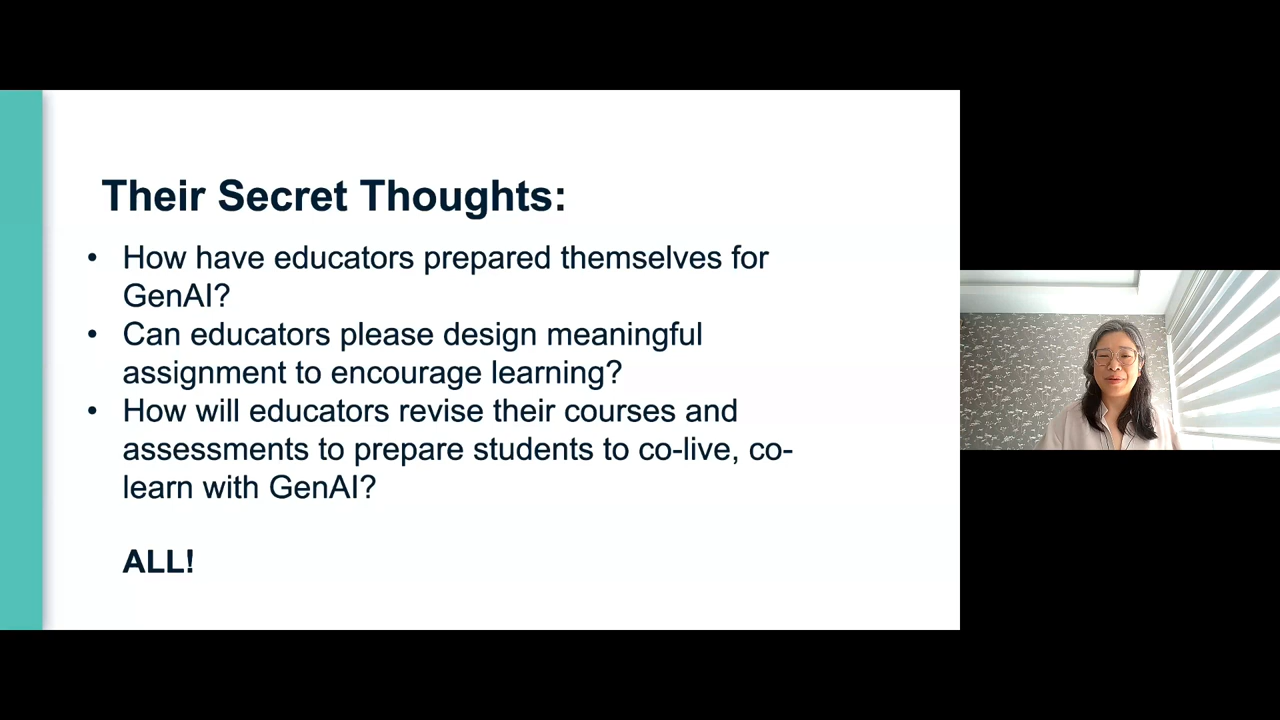 Their Secret Thoughts:
• How have educators prepared themselves for
GenAI?
• Can educators please design meaningful
assignment to encourage learning?
• How will educators revise their courses and
assessments to prepare students to co-live, co-
learn with GenAI?
ALL!